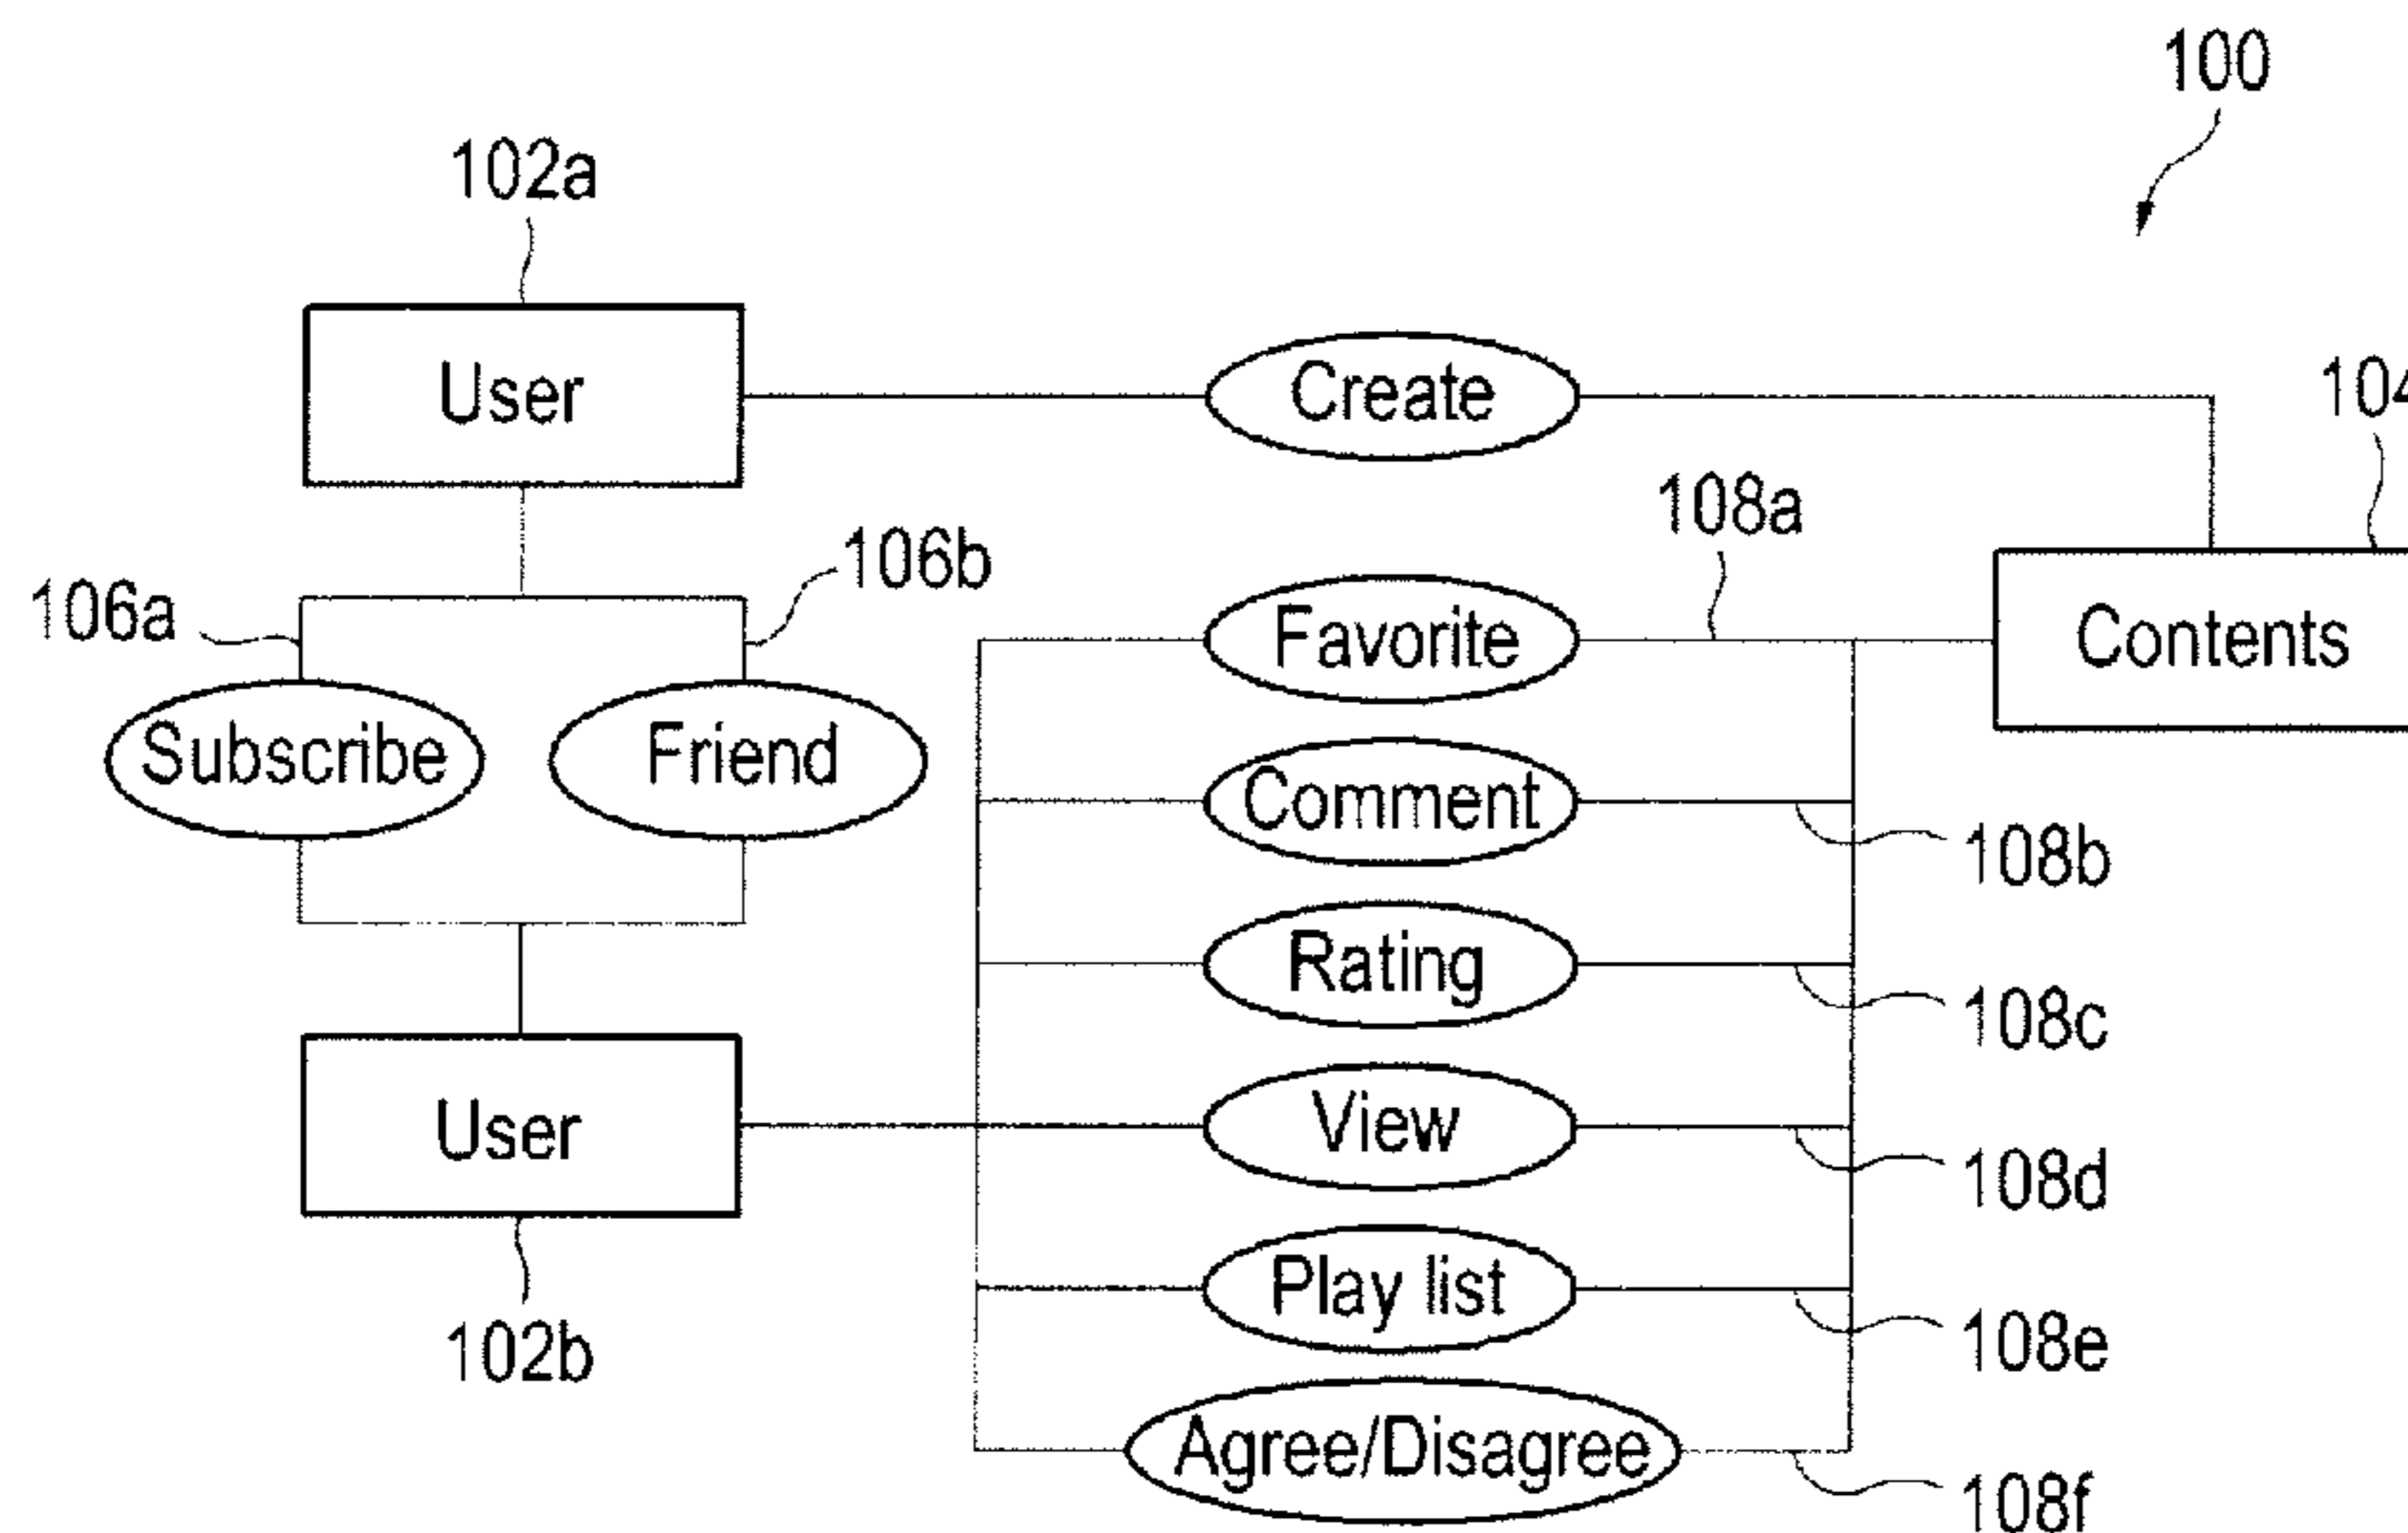 100
102a
User
Create
104
108a
106b
106a
Favorite
Contents
Subscribe
Friend
Comment
108b
Rating
108c
User
View
108d
102b
Play list
108e
Agree/Disagree
108f